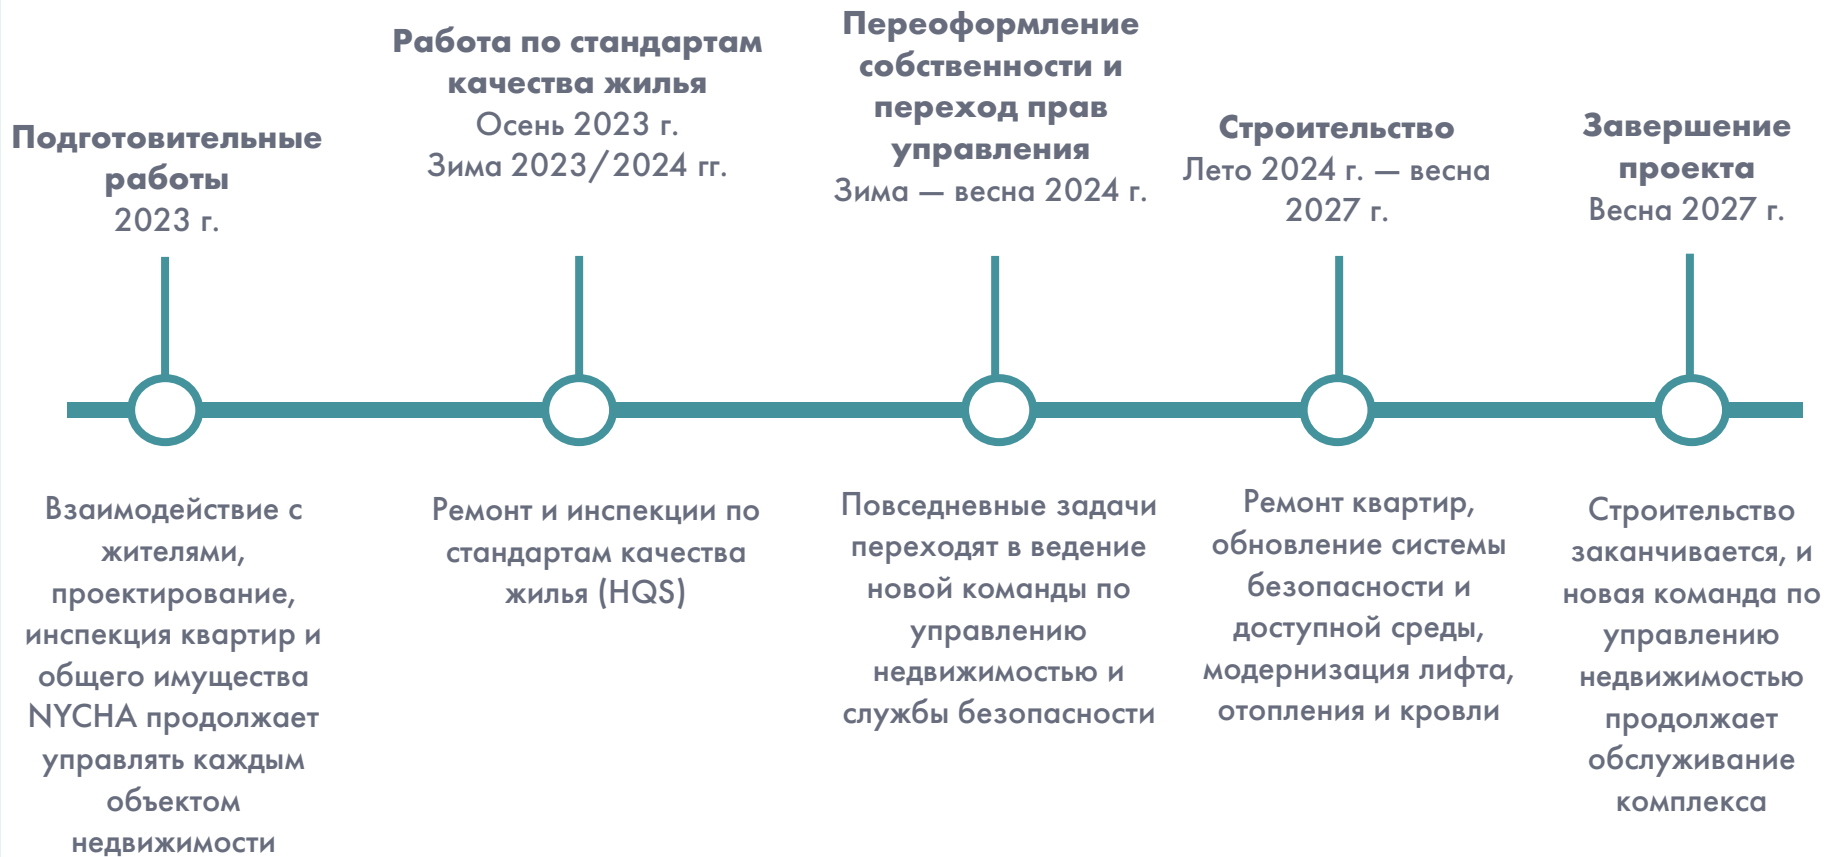 Подготовительные
работы
2023 г.
Работа по стандартам
качества жилья
Осень 2023 г.
Зима 2023/2024 гг.
Переоформление
собственности и
переход прав
управления
Зима — весна 2024 г.
Строительство
Лето 2024 г. — весна
2027 г.
Завершение
проекта
Весна 2027 г.
Взаимодействие с
жителями,
проектирование,
инспекция квартир и
общего имущества
NYCHA продолжает
управлять каждым
объектом
недвижимости
Ремонт и инспекции по
стандартам качества
жилья (HQS)
Повседневные задачи
переходят в ведение
новой команды по
управлению
недвижимостью и
службы безопасности
Ремонт квартир,
обновление системы
безопасности и
доступной среды,
модернизация лифта,
отопления и кровли
Строительство
заканчивается, и
новая команда по
управлению
недвижимостью
продолжает
обслуживание
комплекса